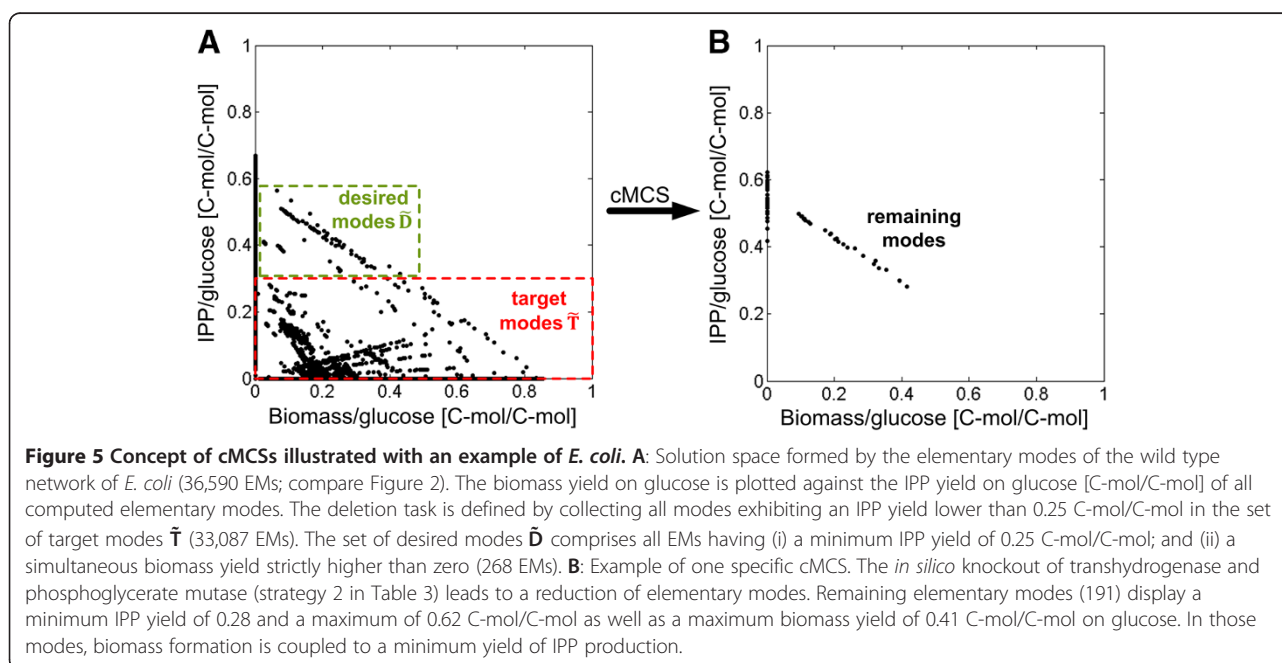 A
B
1
0.8
0.6
0.4
0.2
0
0 0.2 0.4 0.6 0.8 1
IPP/glucose [C-mol/C-mol]
Biomass/glucose [C-mol/C-mol]
desired
modes D̃
target
modes T̃
cMCS
1
0.8
0.6
0.4
0.2
0
0 0.2 0.4 0.6 0.8 1
IPP/glucose [C-mol/C-mol]
Biomass/glucose [C-mol/C-mol]
remaining
modes
Figure 5 Concept of cMCSs illustrated with an example of E. coli. A: Solution space formed by the elementary modes of the wild type
network of E. coli (36,590 EMs; compare Figure 2). The biomass yield on glucose is plotted against the IPP yield on glucose [C-mol/C-mol] of all
computed elementary modes. The deletion task is defined by collecting all modes exhibiting an IPP yield lower than 0.25 C-mol/C-mol in the set
of target modes T̃ (33,087 EMs). The set of desired modes D̃ comprises all EMs having (i) a minimum IPP yield of 0.25 C-mol/C-mol; and (ii) a
simultaneous biomass yield strictly higher than zero (268 EMs). B: Example of one specific cMCS. The in silico knockout of transhydrogenase and
phosphoglycerate mutase (strategy 2 in Table 3) leads to a reduction of elementary modes. Remaining elementary modes (191) display a
minimum IPP yield of 0.28 and a maximum of 0.62 C-mol/C-mol as well as a maximum biomass yield of 0.41 C-mol/C-mol on glucose. In those
modes, biomass formation is coupled to a minimum yield of IPP production.